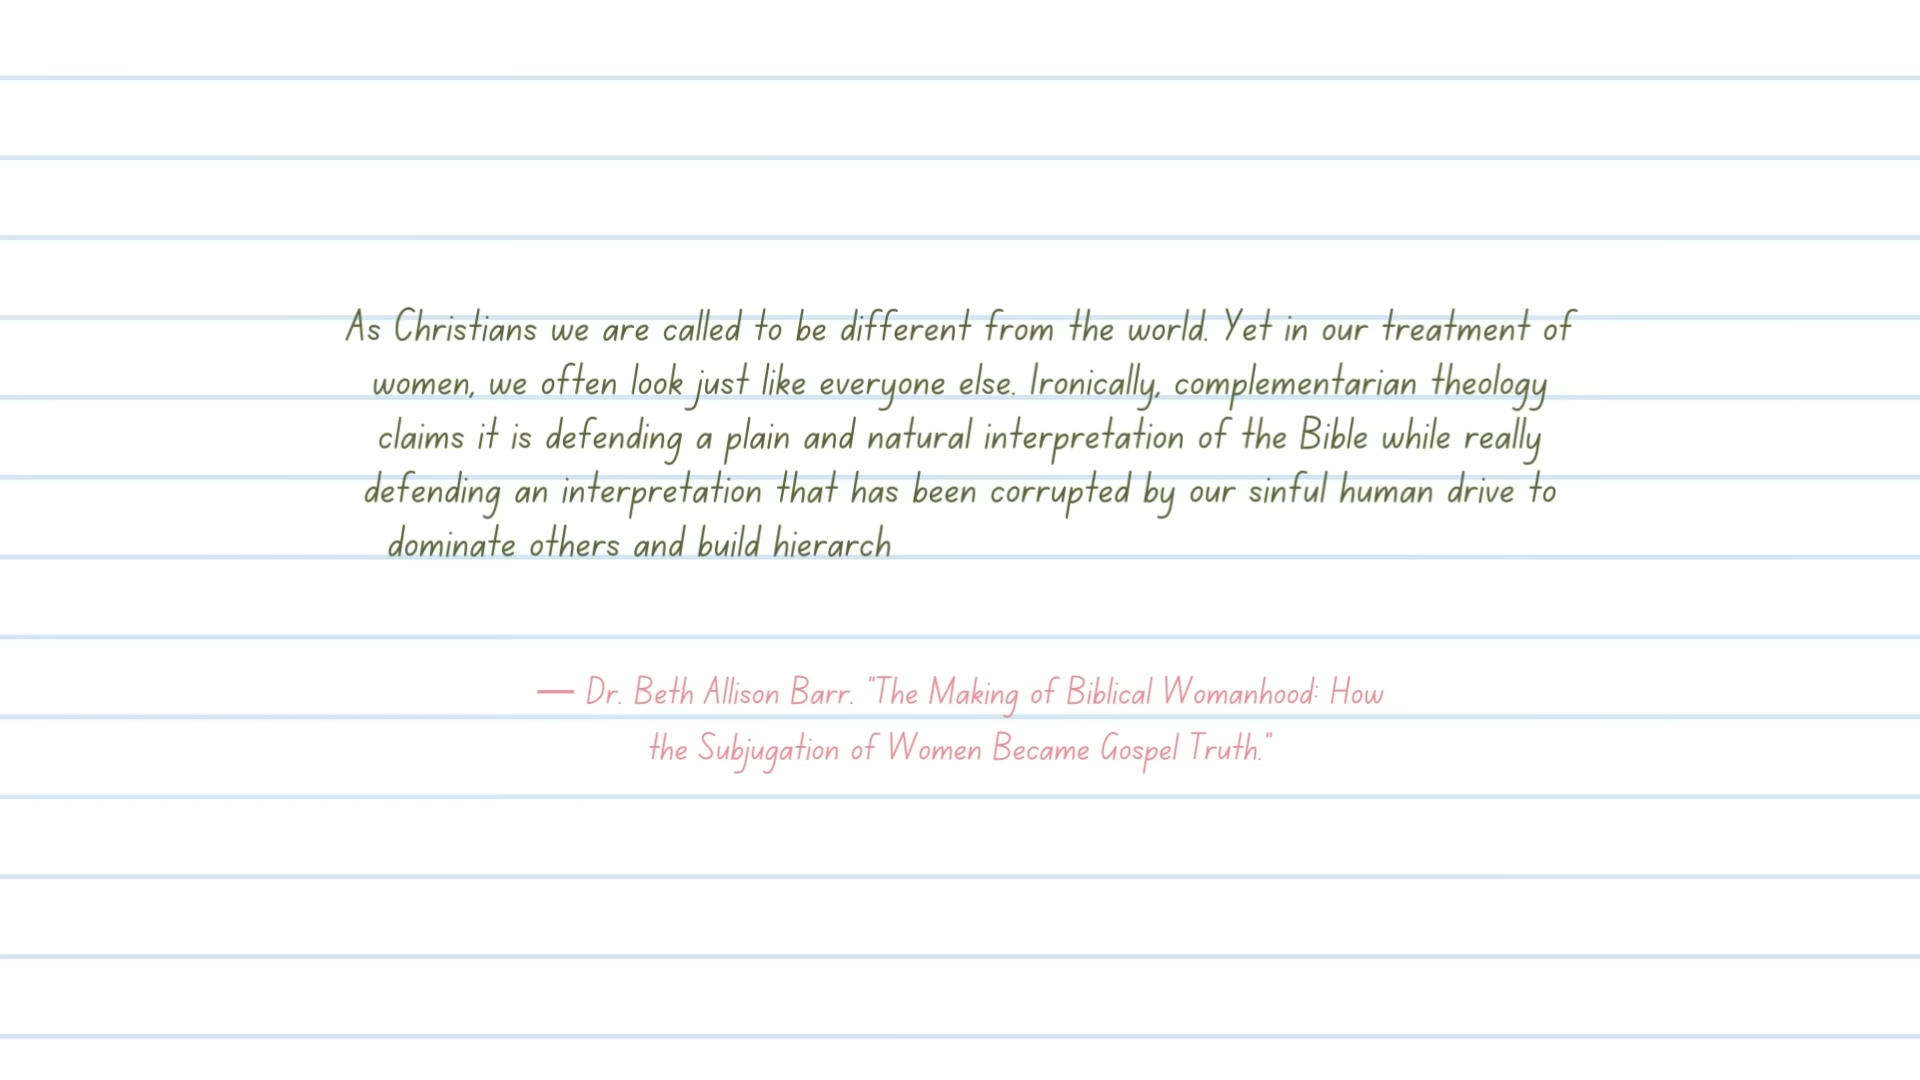 As Christians we are called to be different from the world. Yet in our treatment of
women, we often look just like everyone else. Ironically, complementarian theology
claims it is defending a plain and natural interpretation of the Bible while really
defending an interpretation that has been corrupted by our sinful human drive to
dominate others and build hierarch
— Dr. Beth Allison Barr. "The Making of Biblical Womanhood: How
the Subjugation of Women Became Gospel Truth."